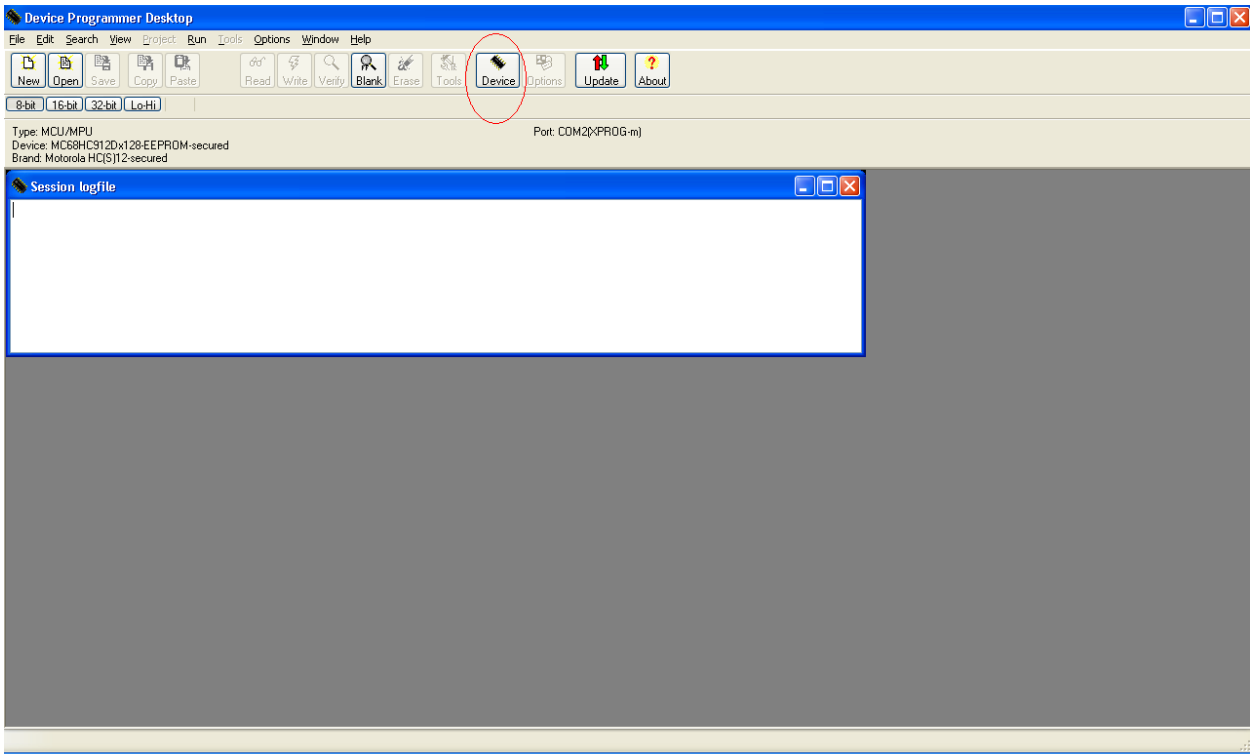 Device Programmer Desktop
File Edit Search View Project Run Tools Options Window Help
New Open Save Copy Paste Read Write Verify Blank Erase Tools Device Options Update About
8-bit 16-bit 32-bit Lo-Hi
Type: MCU/MPU Port: COM2(XPROG-m)
Device: MC68HC912Dx128-EEPROM-secured
Brand: Motorola HC(S)12-secured
Session logfile